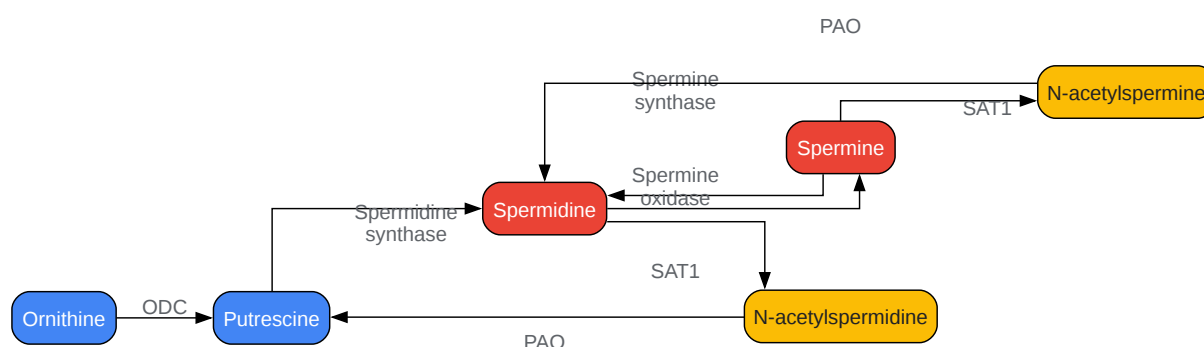 PAO
Spermine
synthase
N-acetylspermine
SAT1
Spermine
Spermine
oxidase
Spermidine
Spermidine
synthase
SAT1
ODC
Ornithine
Putrescine
N-acetylspermidine
PAO